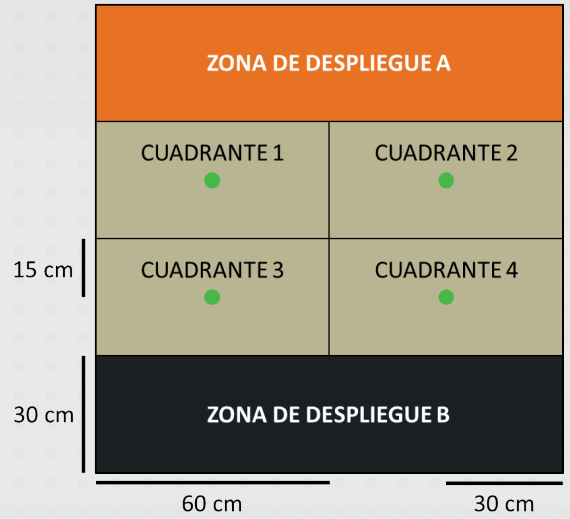 ZONA DE DESPLIEGUE A
CUADRANTE 1
CUADRANTE 2
CUADRANTE 3
CUADRANTE 4
15 cm
ZONA DE DESPLIEGUE B
30 cm
60 cm
30 cm